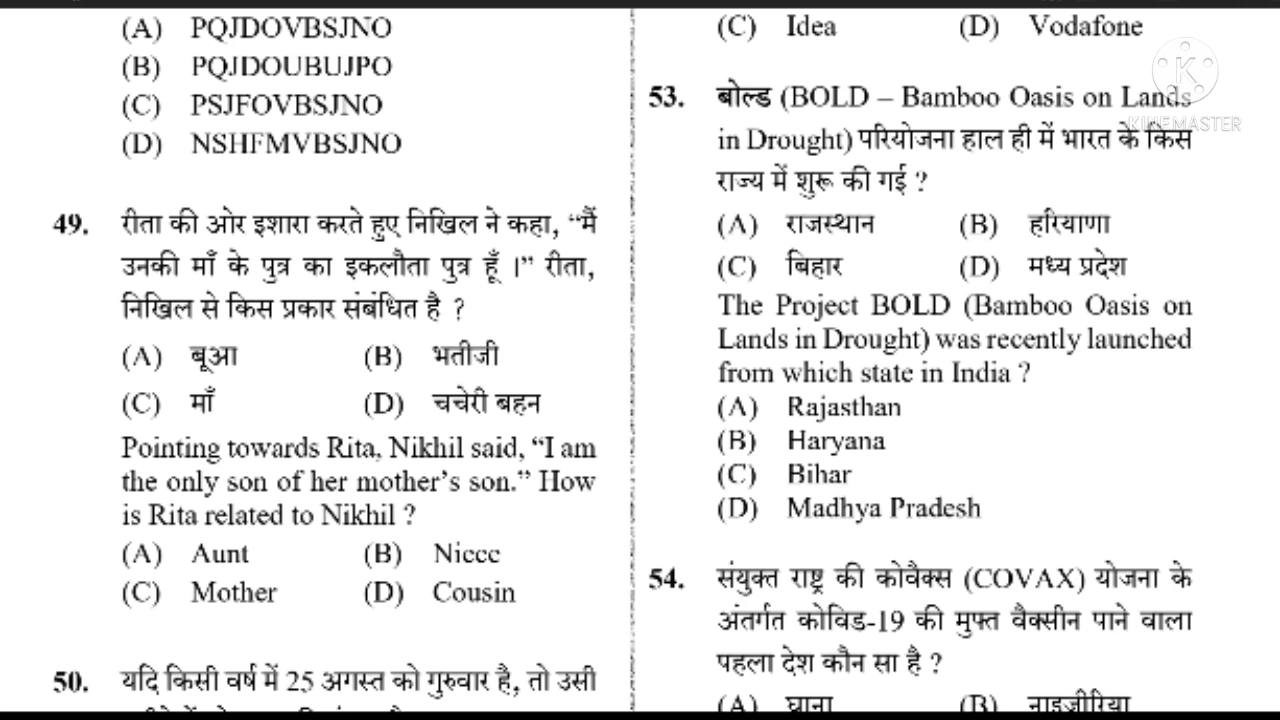 (A) PQJDOVBSJNO
(B) PQJDOUBUJPO
(C) PSJFOVBSJNO
(D) NSHFMVBSJNO
49. रीता की ओर इशारा करते हुए निखिल ने कहा, “मैं
उनकी माँ के पुत्र का इकलौता पुत्र हूँ ।” रीता,
निखिल से किस प्रकार संबंधित है ?
(A) बूआ (B) भतीजी
(C) माँ (D) चचेरी बहन
Pointing towards Rita, Nikhil said, “I am
the only son of her mother’s son.” How
is Rita related to Nikhil ?
(A) Aunt (B) Niece
(C) Mother (D) Cousin
50. यदि किसी वर्ष में 25 अगस्त को गुरुवार है, तो उसी
(C) Idea (D) Vodafone
53. बोल्ड (BOLD – Bamboo Oasis on Lands
in Drought) परियोजना हाल ही में भारत के किस
राज्य में शुरू की गई ?
(A) राजस्थान (B) हरियाणा
(C) बिहार (D) मध्य प्रदेश
The Project BOLD (Bamboo Oasis on
Lands in Drought) was recently launched
from which state in India ?
(A) Rajasthan
(B) Haryana
(C) Bihar
(D) Madhya Pradesh
54. संयुक्त राष्ट्र की कोवैक्स (COVAX) योजना के
अंतर्गत कोविड-19 की मुफ्त वैक्सीन पाने वाला
पहला देश कौन सा है ?
(A) घाना (B) नाइजीरिया
K
KINEMASTER